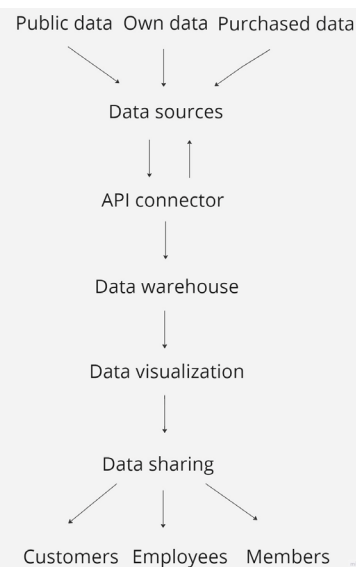 Public data Own data Purchased data
Data sources
API connector
Data warehouse
Data visualization
Data sharing
Customers Employees Members